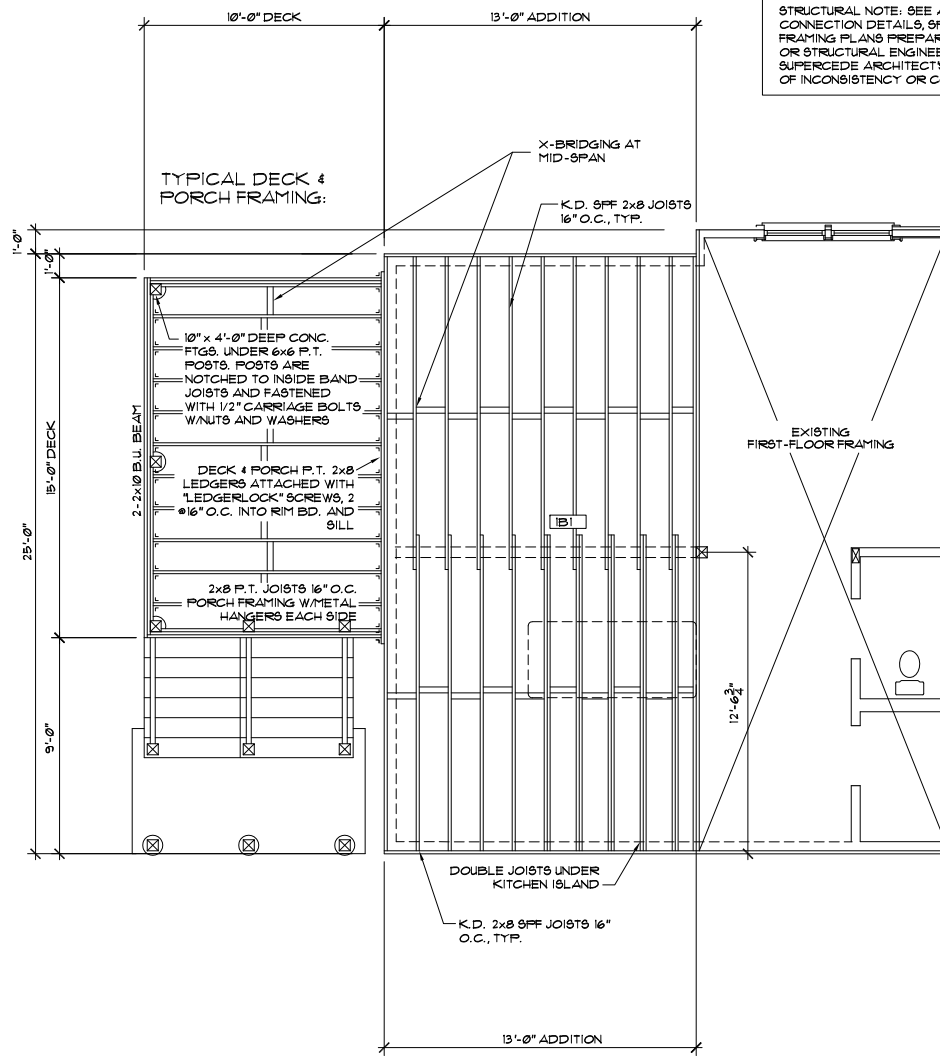 10'-0" DECK
13'-0" ADDITION
STRUCTURAL NOTE: SEE
CONNECTION DETAILS,
FRAMING PLANS
OR STRUCTURAL
SUPERCEDE
OF INCONSISTENCY OR
X-BRIDGING AT
MID-SPAN
TYPICAL DECK &
PORCH FRAMING:
K.D. SPF 2x8 JOISTS
16" O.C., TYP.
1'-0"
1'-0"
10" x 4'-0" DEEP CONC.
FTGS. UNDER 6x6 P.T.
POSTS. POSTS ARE
NOTCHED TO INSIDE BAND
JOISTS AND FASTENED
WITH 1/2" CARRIAGE BOLTS
W/NUTS AND WASHERS
2-2x10 B.U. BEAM
15'-0" DECK
25'-0"
EXISTING
FIRST-FLOOR FRAMING
DECK & PORCH P.T. 2x8
LEDGERS ATTACHED WITH
"LEDGERLOCK" SCREWS, 2
@16" O.C. INTO RIM BD. AND
SILL
1B1
2x8 P.T. JOISTS 16" O.C.
PORCH FRAMING W/METAL
HANGERS EACH SIDE
12'-6 3/4"
9'-0"
DOUBLE JOISTS UNDER
KITCHEN ISLAND
K.D. 2x8 SPF JOISTS 16"
O.C., TYP.
13'-0" ADDITION